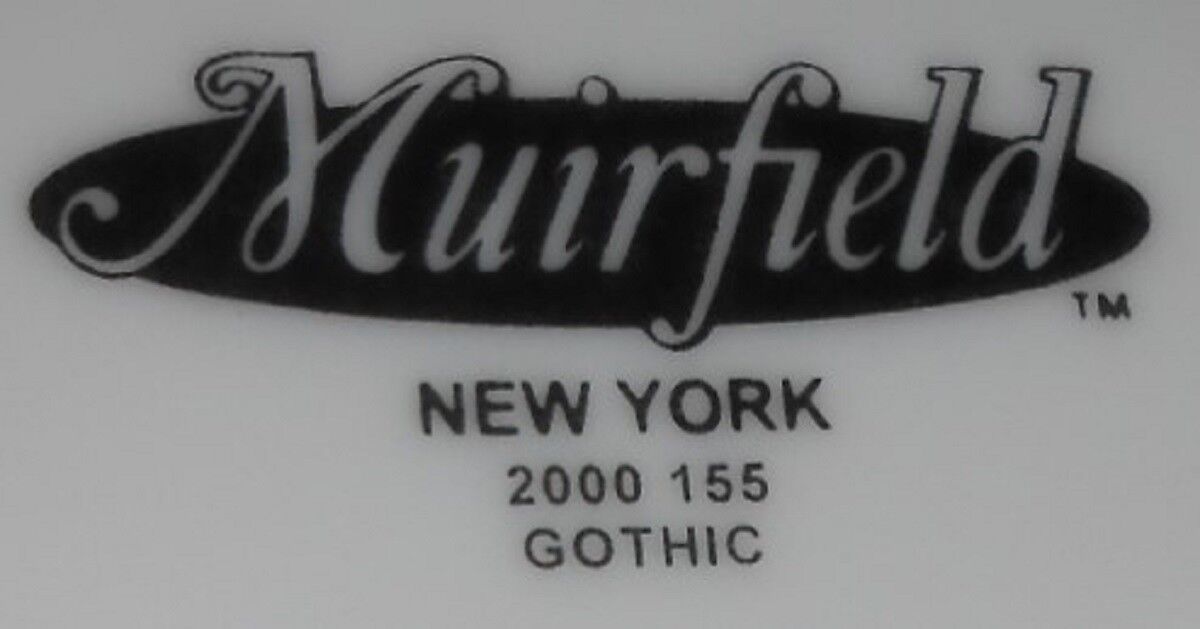 Muirfield
TM
NEW YORK
2000 155
GOTHIC